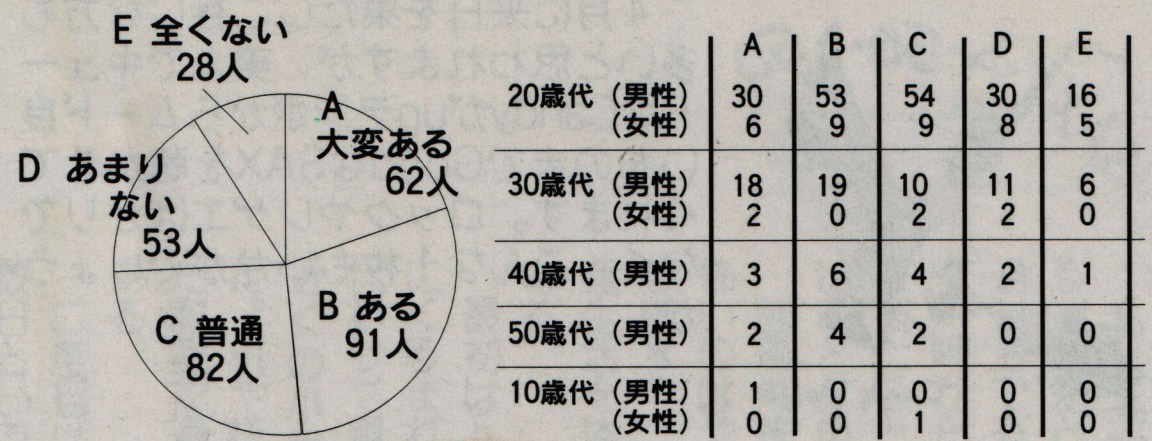 E 全くない
28人
A
大変ある
62人
D あまり
ない
53人
B ある
91人
C 普通
82人
A B C D E
20歳代（男性） 30 53 54 30 16
（女性） 6 9 9 8 5
30歳代（男性） 18 19 10 11 6
（女性） 2 0 2 2 0
40歳代（男性） 3 6 4 2 1
50歳代（男性） 2 4 2 0 0
10歳代（男性） 1 0 0 0 0
（女性） 0 0 1 0 0